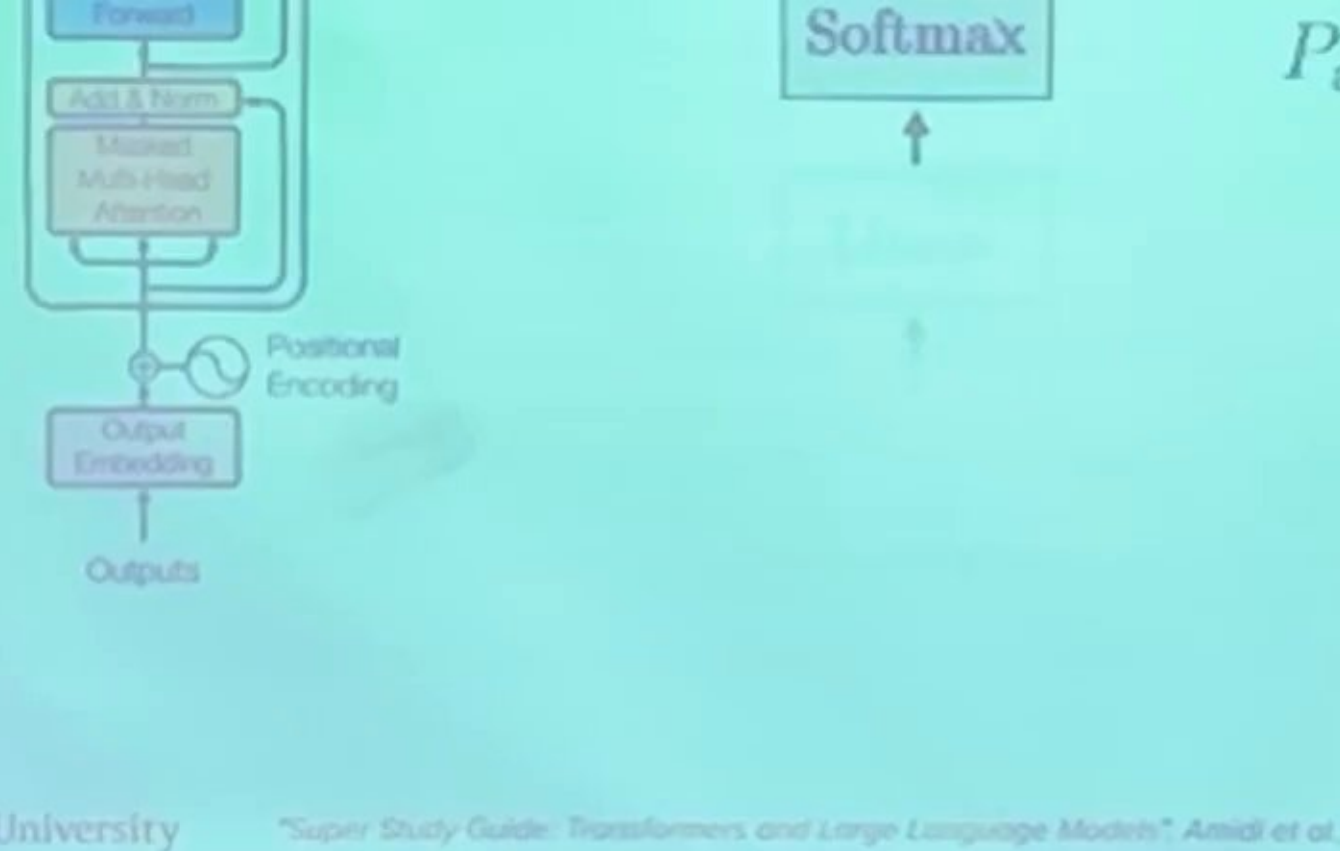 Forward
Softmax
P
Add & Norm
Masked
Multi-Head
Attention
Linear
Positional
Encoding
Output
Embedding
Outputs
University
"Super Study Guide: Transformers and Large Language Models", Amidi et al.